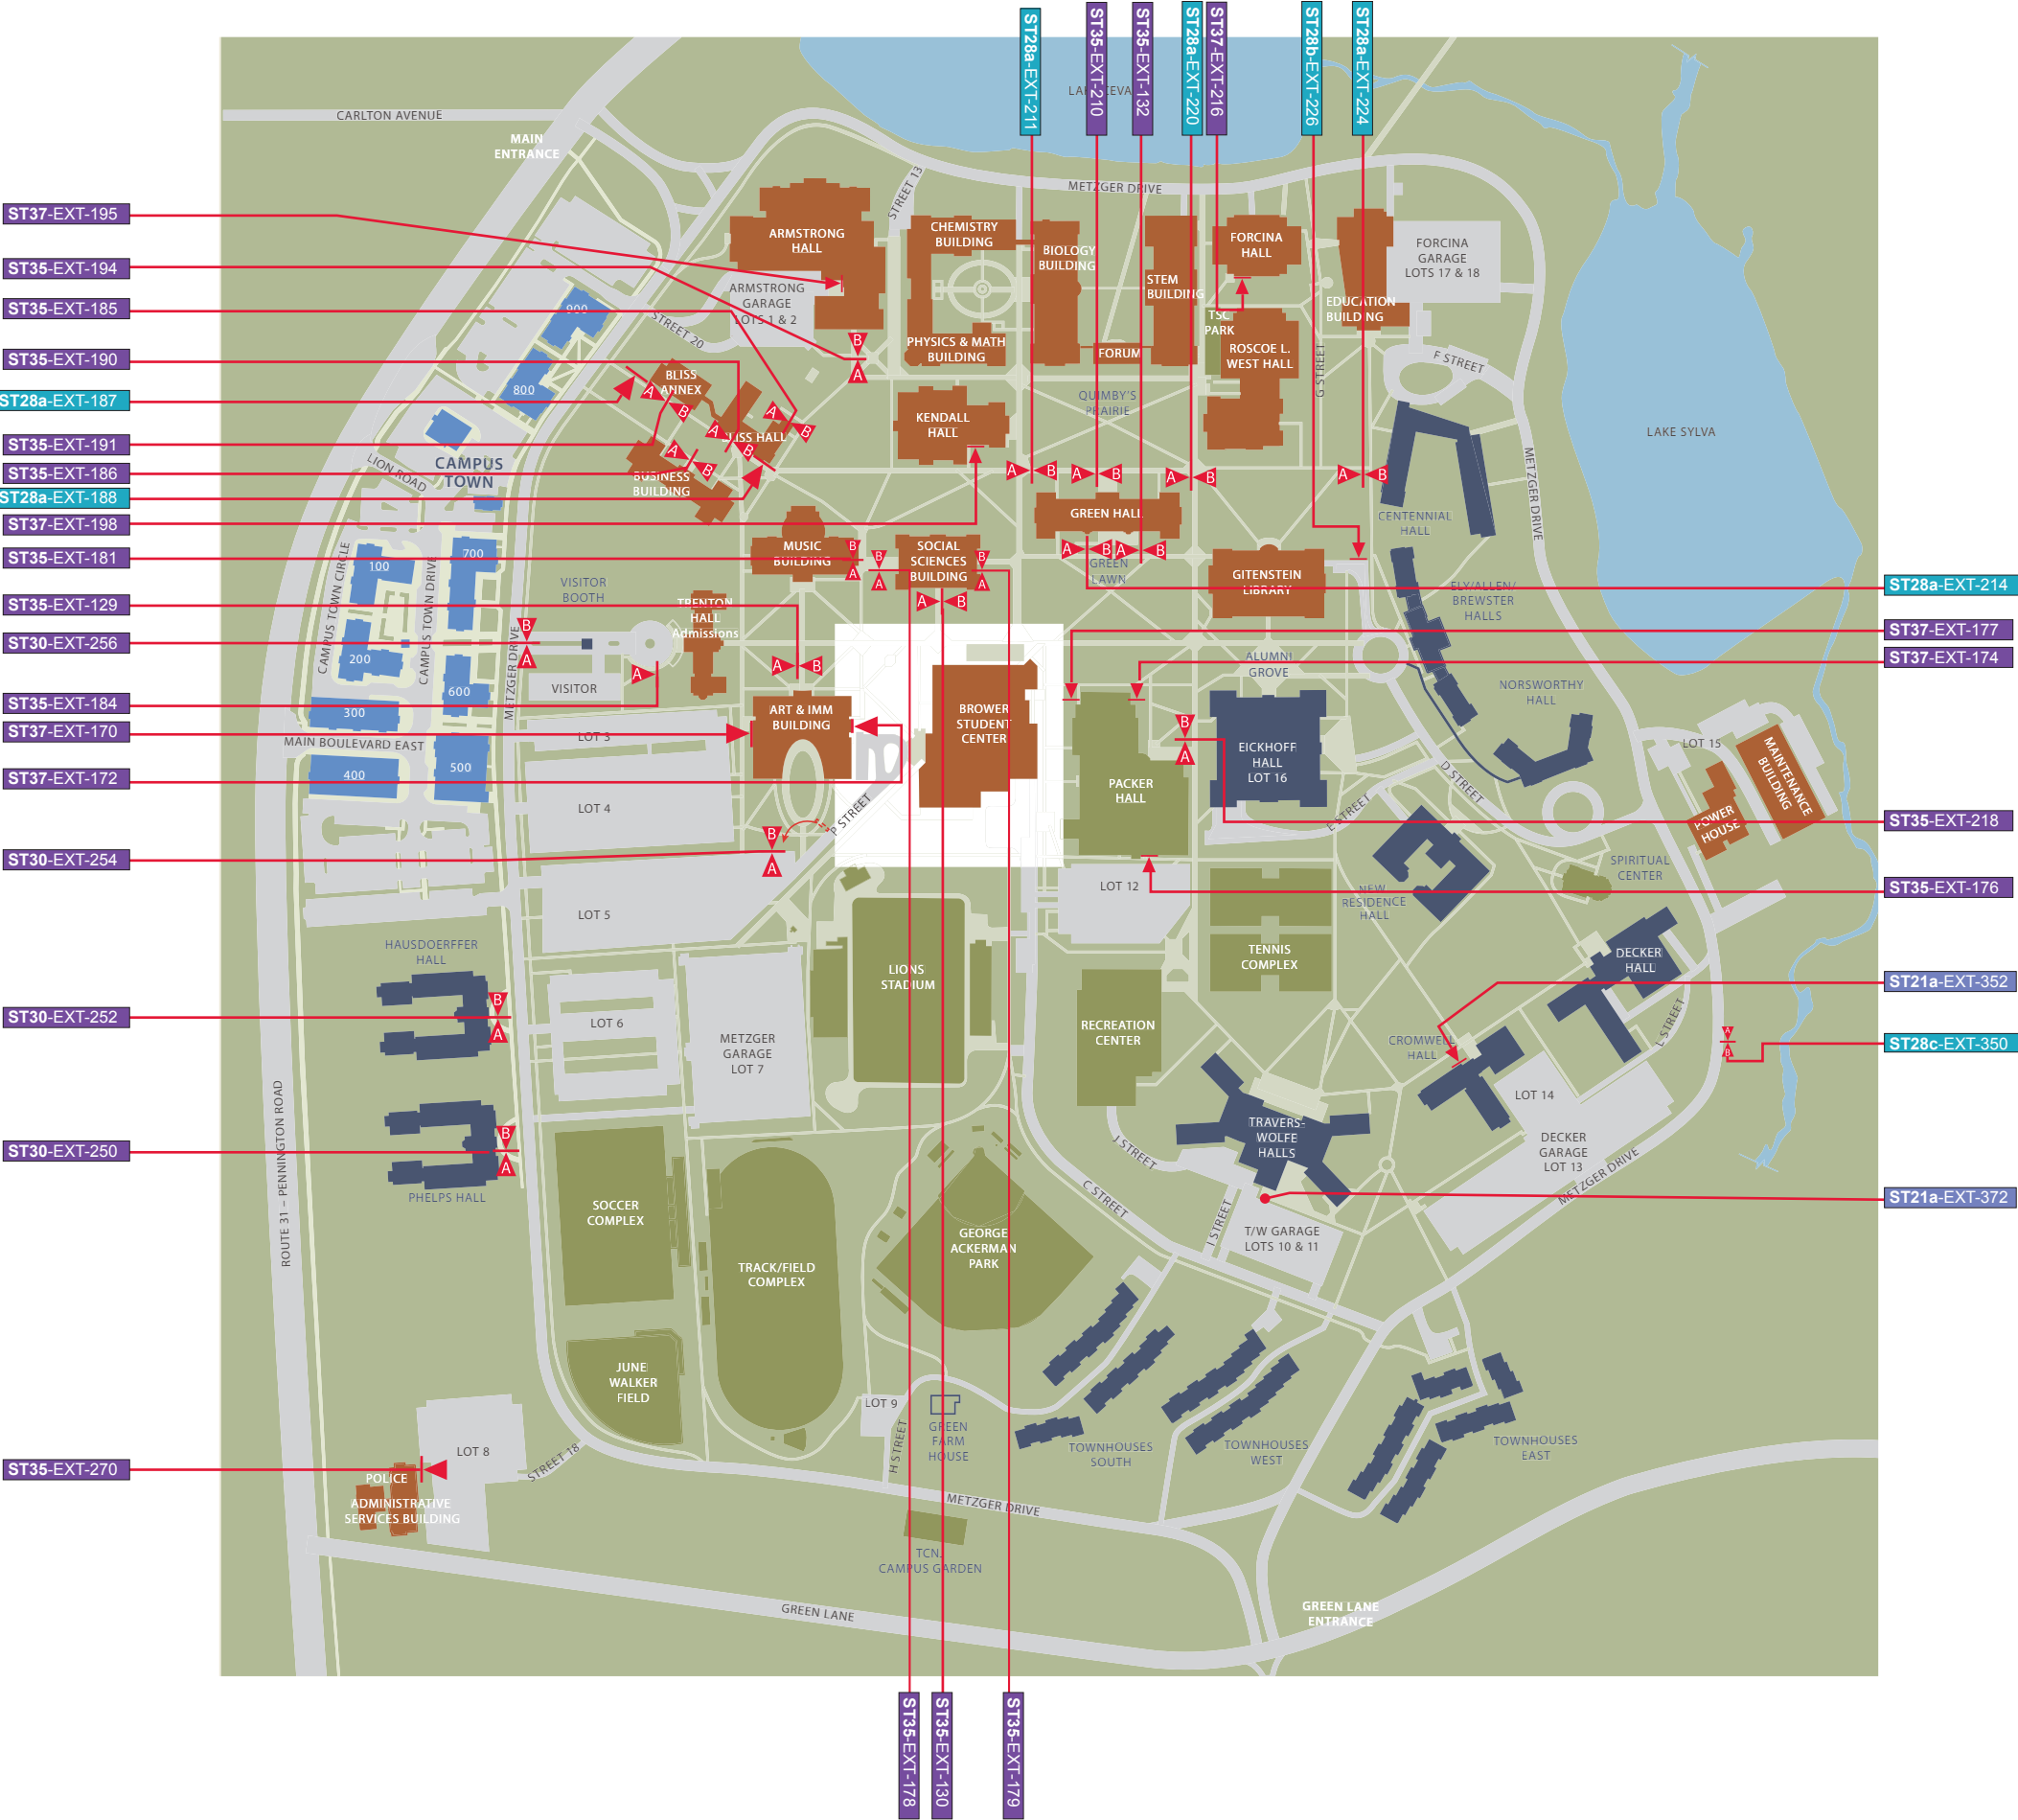 ST28a-EXT-211
ST35-EXT-210
ST35-EXT-132
ST28a-EXT-220
ST37-EXT-216
ST28b-EXT-226
ST28a-EXT-224
CARLTON AVENUE
MAIN
ENTRANCE
METZGER DRIVE
STREET 13
ST37-EXT-195
ST35-EXT-194
ST35-EXT-185
ST35-EXT-190
ST28a-EXT-187
ST35-EXT-191
ST35-EXT-186
ST28a-EXT-188
ST37-EXT-198
ST35-EXT-181
ST35-EXT-129
ST30-EXT-256
ST35-EXT-184
ST37-EXT-170
ST37-EXT-172
ST30-EXT-254
ST30-EXT-252
ST30-EXT-250
ST35-EXT-270
ARMSTRONG
HALL
CHEMISTRY
BUILDING
BIOLOGY
BUILDING
STEM
BUILDING
FORCINA
HALL
FORCINA
GARAGE
LOTS 17 & 18
ARMSTRONG
GARAGE
LOTS 1 & 2
EDUCATION
BUILDING
TSC
PARK
STREET 20
PHYSICS & MATH
BUILDING
FORUM
ROSCOE L.
WEST HALL
G STREET
F STREET
900
800
BLISS
ANNEX
QUIMBY'S
PRAIRIE
KENDALL
HALL
LAKE SYLVA
BUSINESS
BUILDING
CAMPUS
TOWN
LION ROAD
METZGER DRIVE
GREEN HALL
CENTENNIAL
HALL
MUSIC
BUILDING
SOCIAL
SCIENCES
BUILDING
GREEN
LAWN
GITENSTEIN
LIBRARY
ELY/ALLEN/
BREWSTER
HALLS
700
100
200
600
300
500
400
CAMPUS TOWN CIRCLE
CAMPUS TOWN DRIVE
METZGER DRIVE
MAIN BOULEVARD EAST
VISITOR
BOOTH
TRENTON
HALL
Admissions
VISITOR
ALUMNI
GROVE
NORSWORTHY
HALL
ART & IMM
BUILDING
BROWER
STUDENT
CENTER
LOT 3
LOT 4
LOT 5
P STREET
PACKER
HALL
EICKHOFF
HALL
LOT 16
D STREET
E STREET
LOT 15
MAINTENANCE
BUILDING
POWER
HOUSE
SPIRITUAL
CENTER
NEW
RESIDENCE
HALL
LOT 12
TENNIS
COMPLEX
DECKER
HALL
HAUSDOERFFER
HALL
LIONS
STADIUM
LOT 6
METZGER
GARAGE
LOT 7
RECREATION
CENTER
CROMWELL
HALL
L STREET
LOT 14
DECKER
GARAGE
LOT 13
METZGER DRIVE
TRAVERS-
WOLFE
HALLS
J STREET
C STREET
I STREET
T/W GARAGE
LOTS 10 & 11
ROUTE 31 – PENNINGTON ROAD
PHELPS HALL
SOCCER
COMPLEX
TRACK/FIELD
COMPLEX
GEORGE
ACKERMAN
PARK
JUNE
WALKER
FIELD
LOT 9
H STREET
GREEN
FARM
HOUSE
TOWNHOUSES
SOUTH
TOWNHOUSES
WEST
TOWNHOUSES
EAST
LOT 8
STREET 18
POLICE
ADMINISTRATIVE
SERVICES BUILDING
METZGER DRIVE
CAMPUS GARDEN
GREEN LANE
GREEN LANE
ENTRANCE
ST28a-EXT-214
ST37-EXT-177
ST37-EXT-174
ST35-EXT-218
ST35-EXT-176
ST21a-EXT-352
ST28c-EXT-350
ST21a-EXT-372
ST35-EXT-178
ST35-EXT-130
ST35-EXT-179